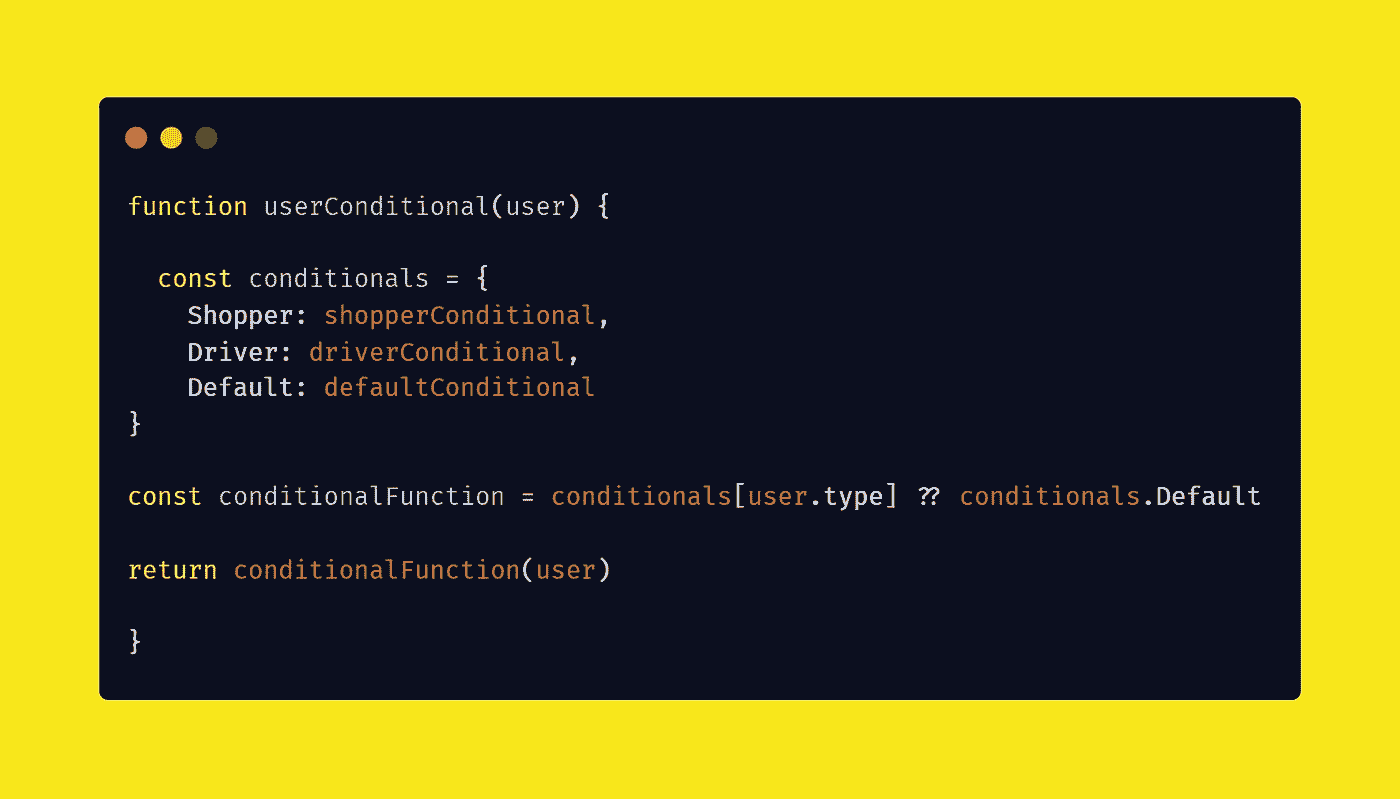 function userConditional(user) {
  const conditionals = {
    Shopper: shopperConditional,
    Driver: driverConditional,
    Default: defaultConditional
}
const conditionalFunction = conditionals[user.type] ?? conditionals.Default
return conditionalFunction(user)
}